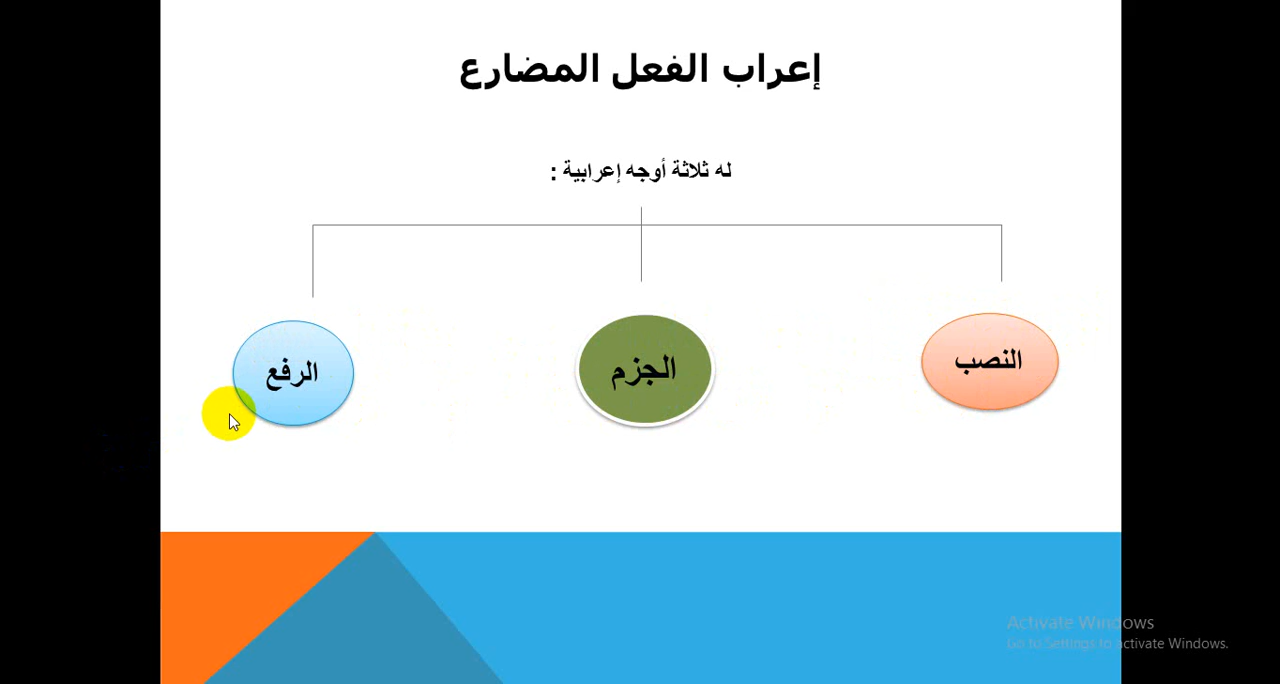 إعراب الفعل المضارع
له ثلاثة أوجه إعرابية :
النصب
الجزم
الرفع
Activate Windows
Go to Settings to activate Windows.